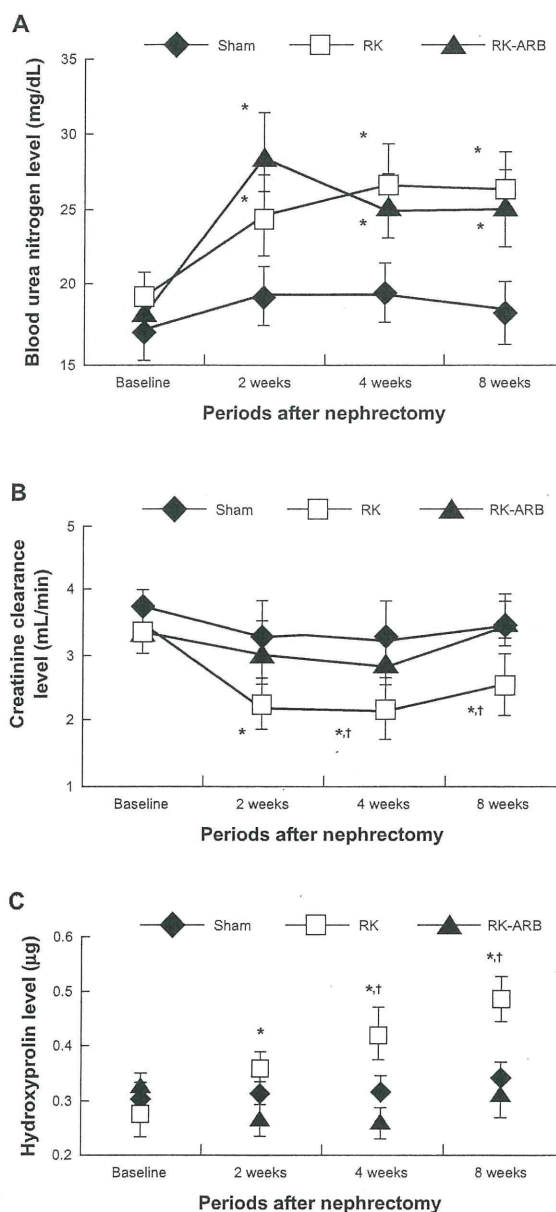 A
Sham RK RK-ARB
Blood urea nitrogen level (mg/dL)
35
30
25
20
15
*
*
*
*
*
*
Baseline 2 weeks 4 weeks 8 weeks
Periods after nephrectomy
B
Sham RK RK-ARB
Creatinine clearance
level (mL/min)
5
4
3
2
1
* *,† *,†
Baseline 2 weeks 4 weeks 8 weeks
Periods after nephrectomy
C
Sham RK RK-ARB
Hydroxyprolin level (µg)
0.6
0.5
0.4
0.3
0.2
* *,† *,†
Baseline 2 weeks 4 weeks 8 weeks
Periods after nephrectomy